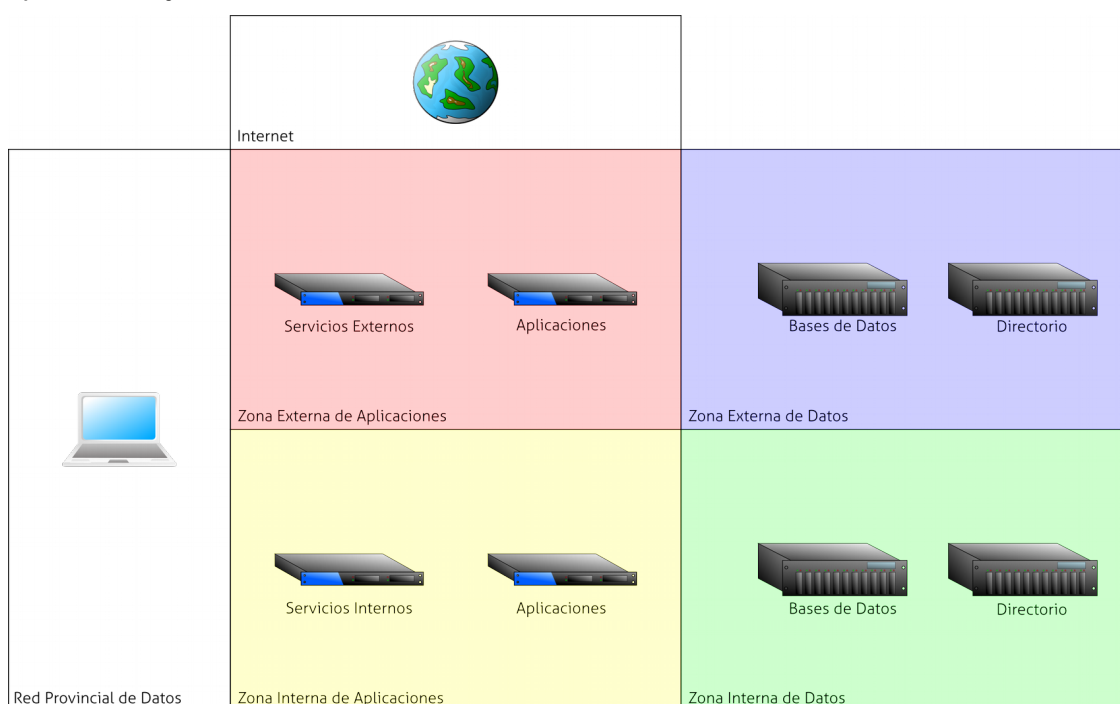 Internet
Servicios Externos
Aplicaciones
Bases de Datos
Directorio
Zona Externa de Aplicaciones
Zona Externa de Datos
Servicios Internos
Aplicaciones
Bases de Datos
Directorio
Red Provincial de Datos
Zona Interna de Aplicaciones
Zona Interna de Datos